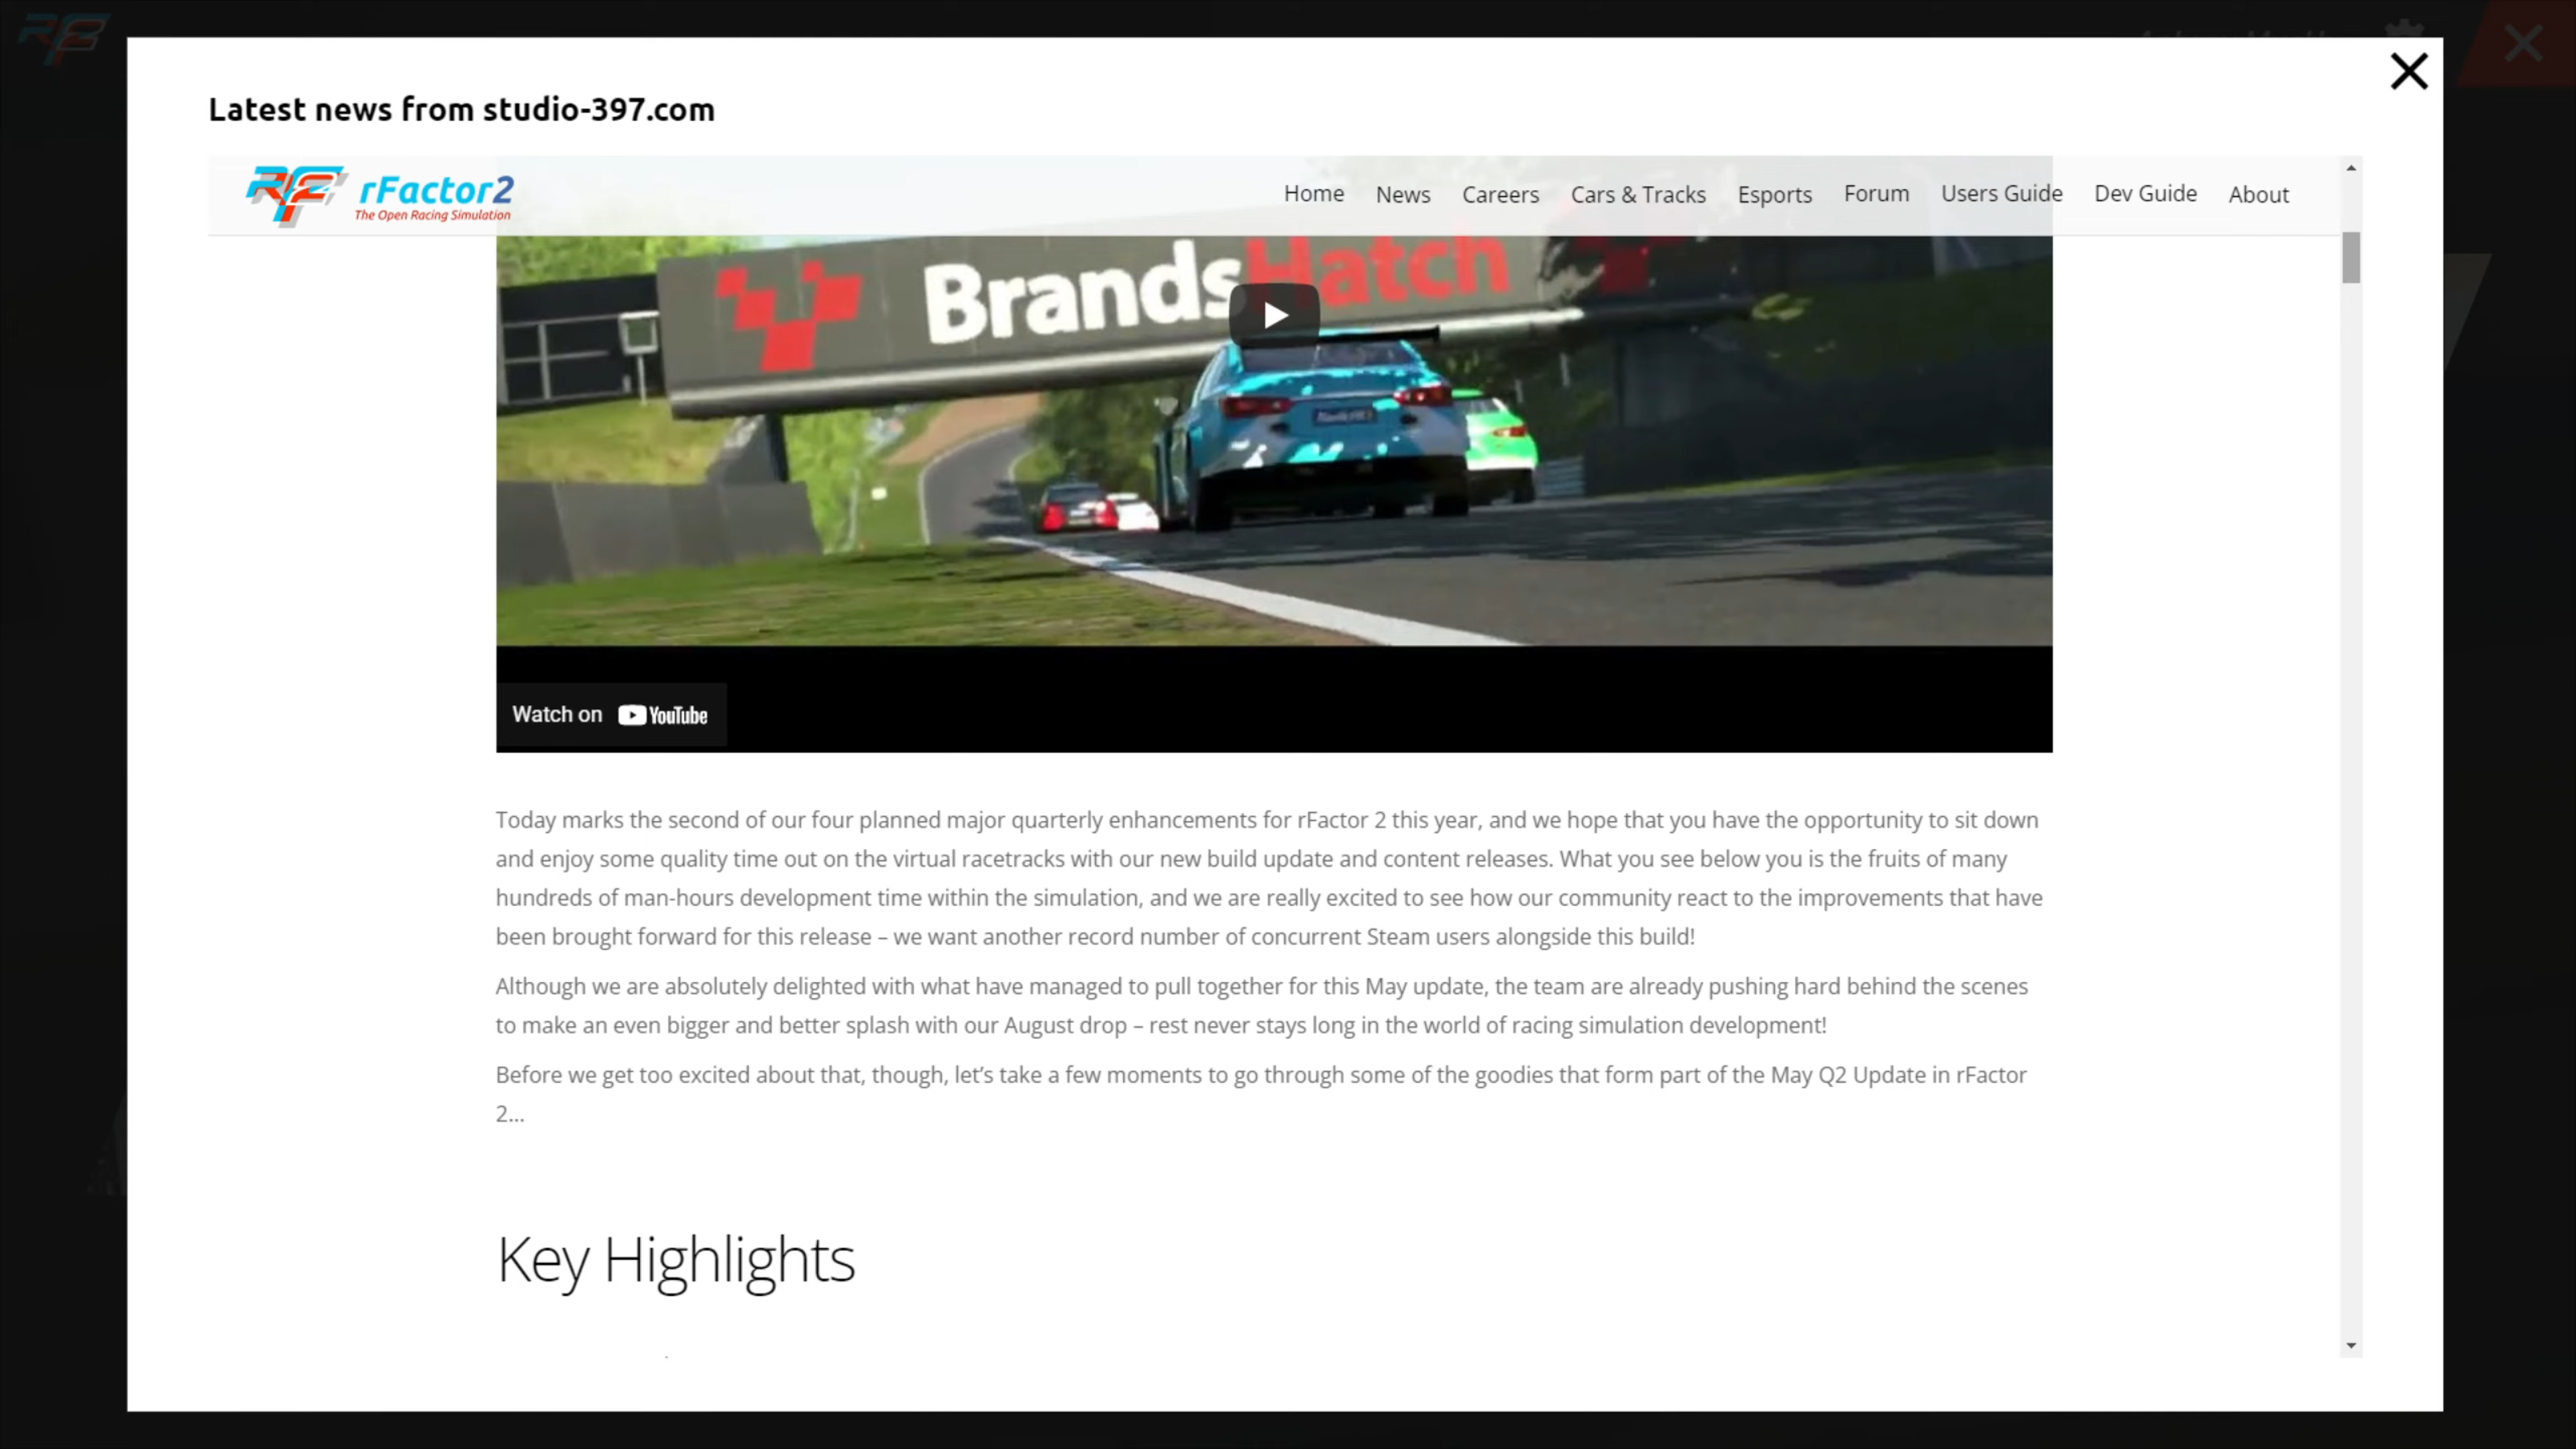 Latest news from studio-397.com
rFactor2
The Open Racing Simulation
Home News Careers Cars & Tracks Esports Forum Users Guide Dev Guide About
BrandsHatch
Watch on YouTube
Today marks the second of our four planned major quarterly enhancements for rFactor 2 this year, and we hope that you have the opportunity to sit down
and enjoy some quality time out on the virtual racetracks with our new build update and content releases. What you see below you is the fruits of many
hundreds of man-hours development time within the simulation, and we are really excited to see how our community react to the improvements that have
been brought forward for this release – we want another record number of concurrent Steam users alongside this build!
Although we are absolutely delighted with what have managed to pull together for this May update, the team are already pushing hard behind the scenes
to make an even bigger and better splash with our August drop – rest never stays long in the world of racing simulation development!
Before we get too excited about that, though, let’s take a few moments to go through some of the goodies that form part of the May Q2 Update in rFactor
2…
Key Highlights